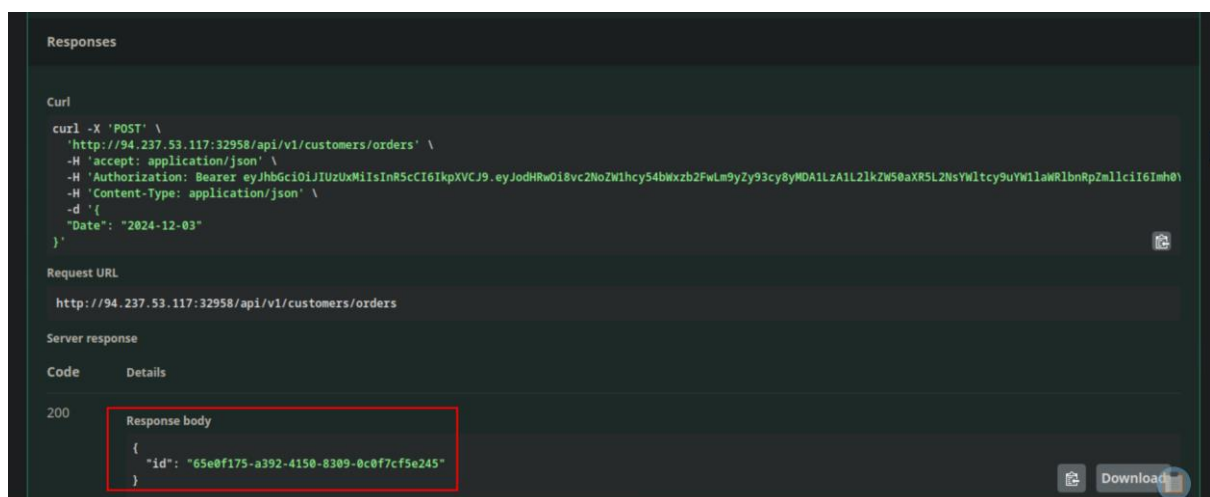 Responses
Curl
curl -X 'POST' \
'http://94.237.53.117:32958/api/v1/customers/orders' \
-H 'accept: application/json' \
-H 'Authorization: Bearer eyJhbGciOiJIUzUxMiIsInR5cCI6IkpXVCJ9.eyJodHRwOi8vc2NoZW1hcy54bWxzb2FwLm9yZy93cy8yMDA1LzA1L2lkZW50aXR5L2NsYWltcy9uYW1laWRlbnRpZmllciI6Imh0Y
-H 'Content-Type: application/json' \
-d '{
"Date": "2024-12-03"
}'
Request URL
http://94.237.53.117:32958/api/v1/customers/orders
Server response
Code Details
200
Response body
{
"id": "65e0f175-a392-4150-8309-0c0f7cf5e245"
}
Download